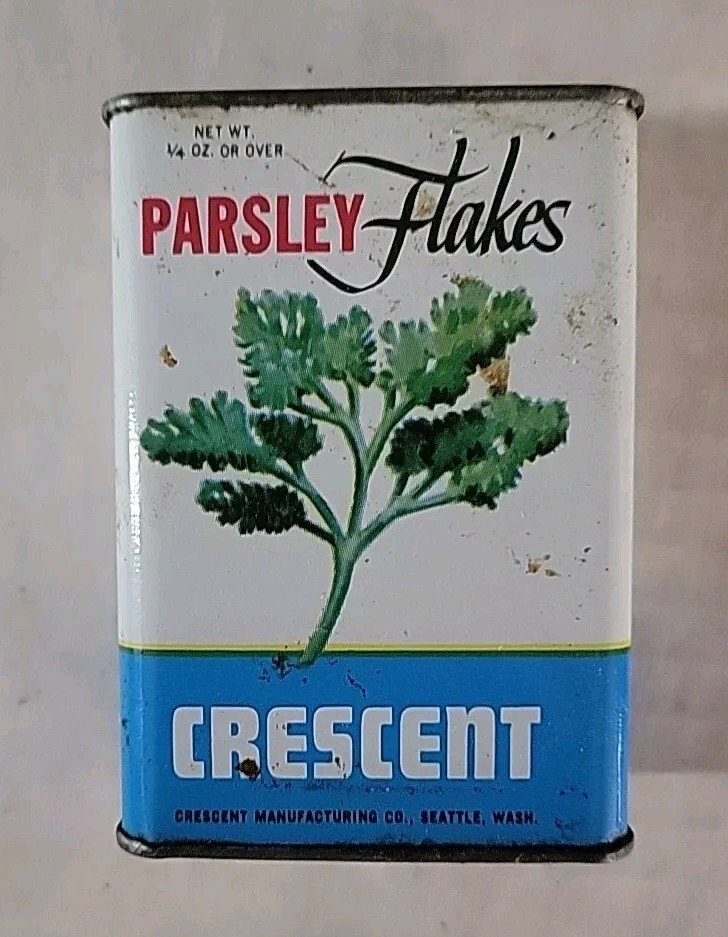 NET WT.
1/4 OZ. OR OVER
PARSLEY Flakes
CRESCENT
CRESCENT MANUFACTURING CO., SEATTLE, WASH.